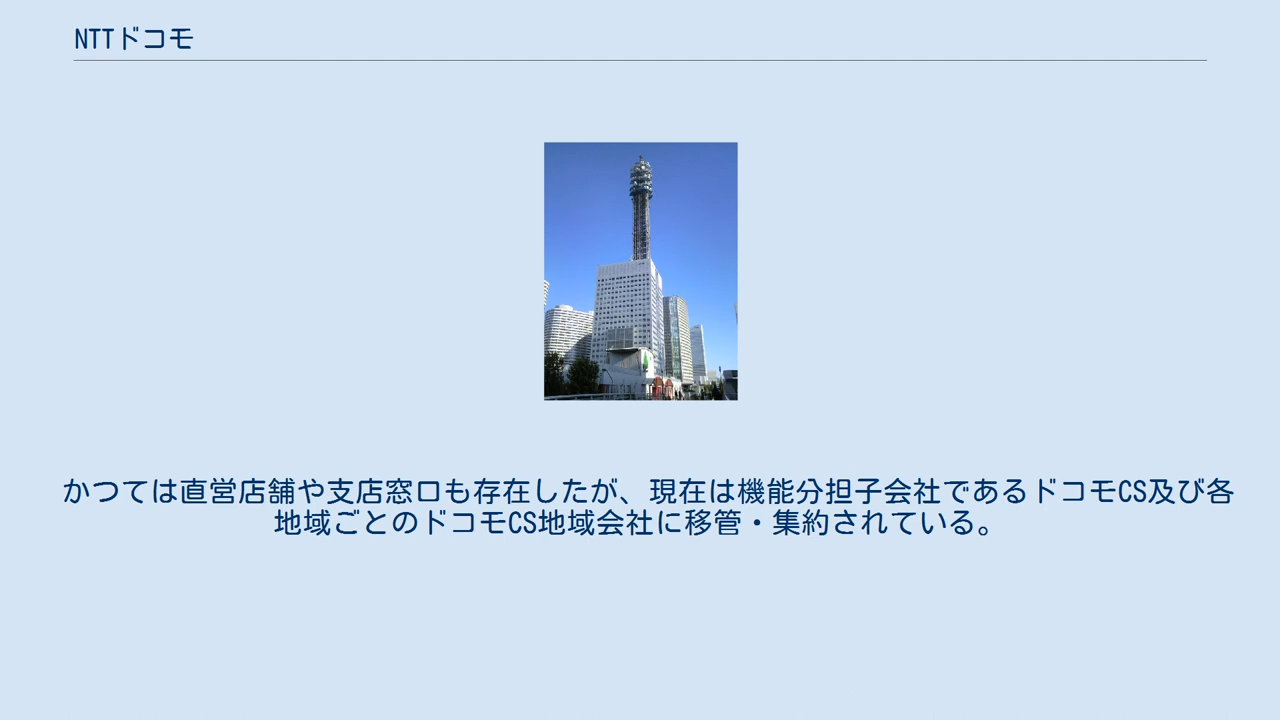 NTTドコモ
かつては直営店舗や支店窓口も存在したが、現在は機能分担子会社であるドコモCS及び各
地域ごとのドコモCS地域会社に移管・集約されている。